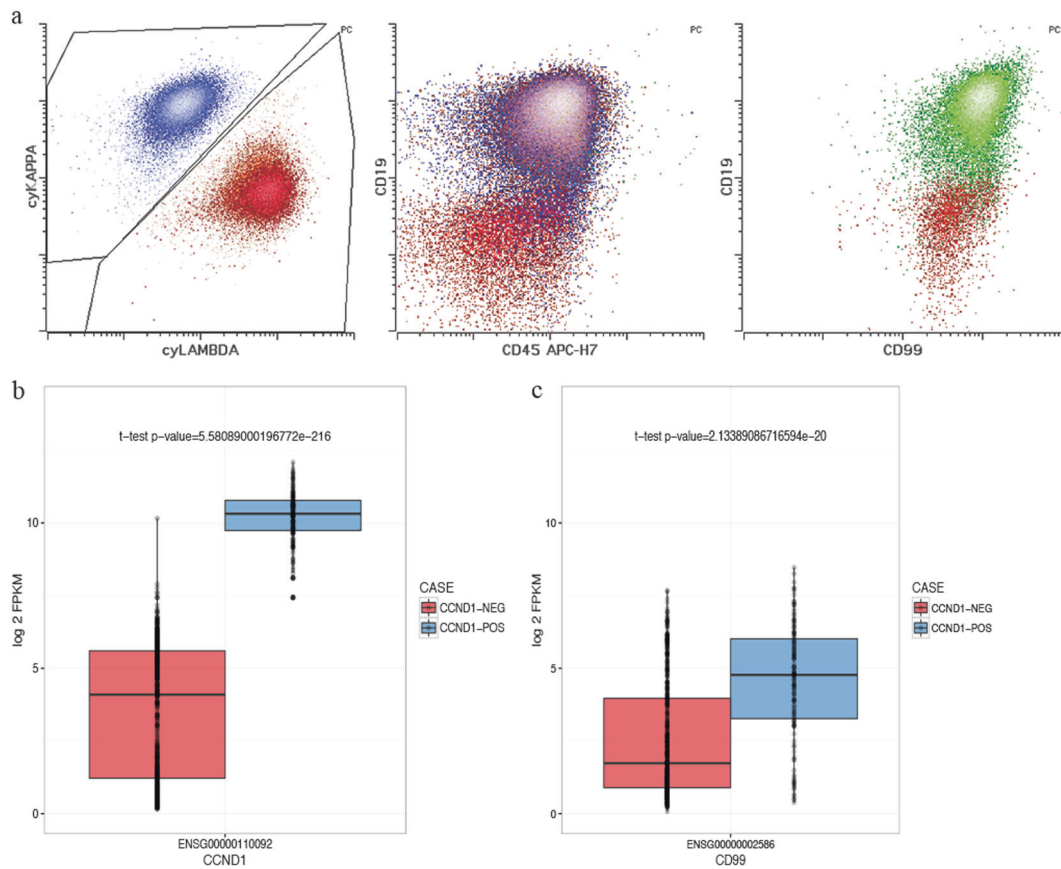 a
PC
PC
cyKAPPA
CD19
CD19
cyLAMBDA
CD45 APC-H7
CD99
b
t-test p-value=5.58089000196772e-216
log 2 FPKM
10
5
0
CASE
CCND1-NEG
CCND1-POS
ENSG00000110092
CCND1
c
t-test p-value=2.13389086716594e-20
log 2 FPKM
10
5
0
CASE
CCND1-NEG
CCND1-POS
ENSG00000002586
CD99